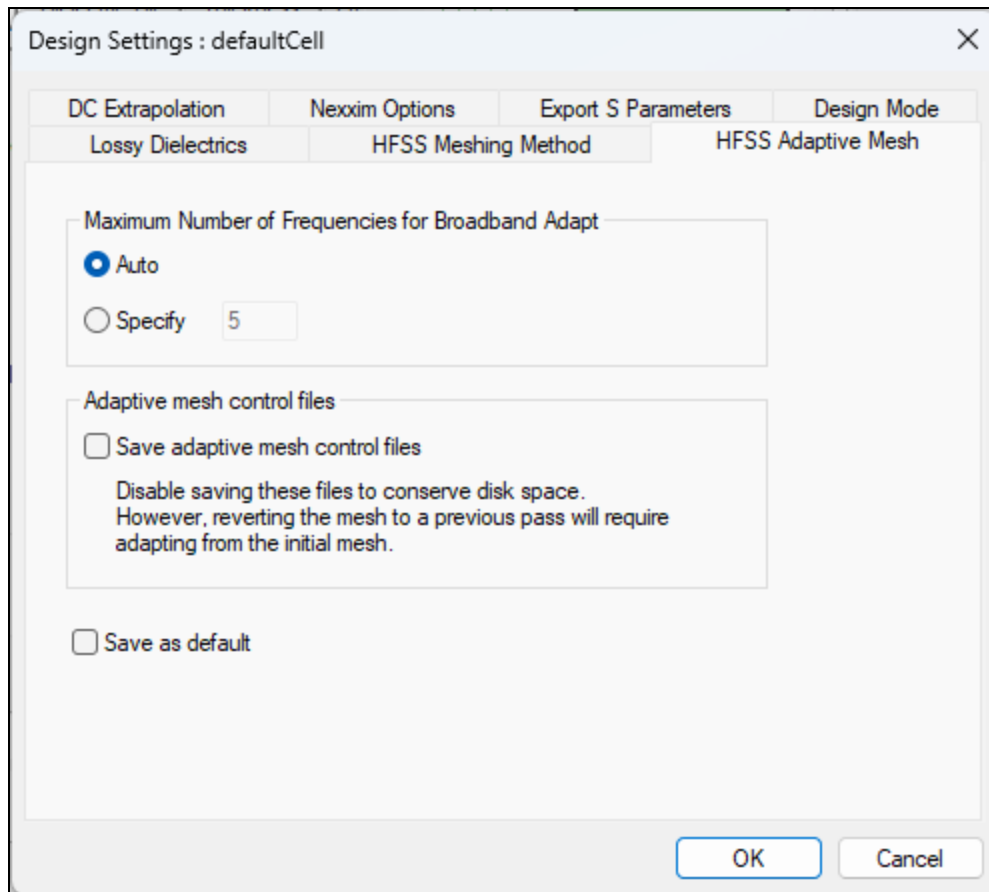 Design Settings : defaultCell
DC Extrapolation Nexxim Options Export S Parameters Design Mode
Lossy Dielectrics HFSS Meshing Method HFSS Adaptive Mesh
Maximum Number of Frequencies for Broadband Adapt
Auto
Specify 5
Adaptive mesh control files
Save adaptive mesh control files
Disable saving these files to conserve disk space.
However, reverting the mesh to a previous pass will require
adapting from the initial mesh.
Save as default
OK Cancel